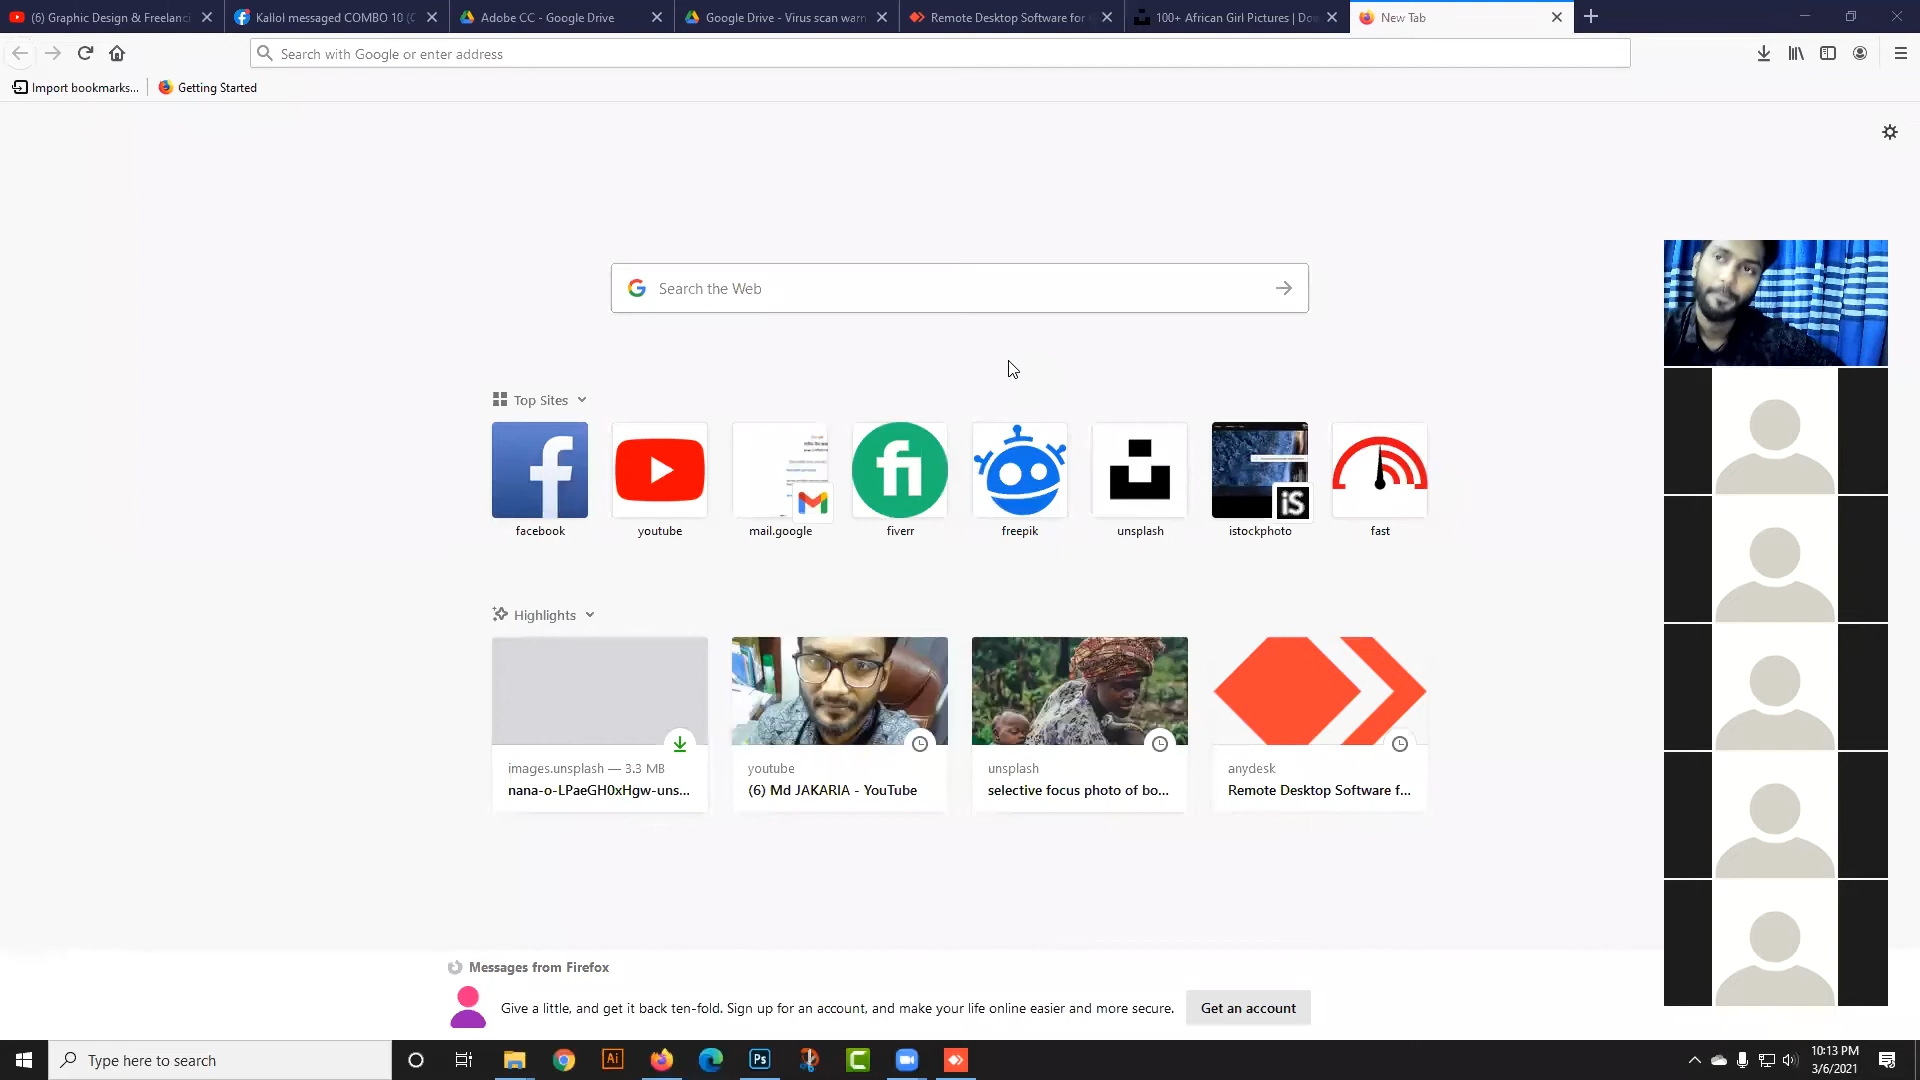 (6) Graphic Design & Freelanci
Kallol messaged COMBO 10 (C
Adobe CC - Google Drive
Google Drive - Virus scan warn
Remote Desktop Software for
100+ African Girl Pictures | Dow
New Tab
Search with Google or enter address
Import bookmarks...
Getting Started
Search the Web
Top Sites
facebook
youtube
mail.google
fiverr
freepik
unsplash
iS
istockphoto
fast
Highlights
images.unsplash — 3.3 MB
nana-o-LPaeGH0xHgw-uns...
youtube
(6) Md JAKARIA - YouTube
unsplash
selective focus photo of bo...
anydesk
Remote Desktop Software f...
Messages from Firefox
Give a little, and get it back ten-fold. Sign up for an account, and make your life online easier and more secure.
Get an account
Type here to search
Ai
Ps
10:13 PM
3/6/2021